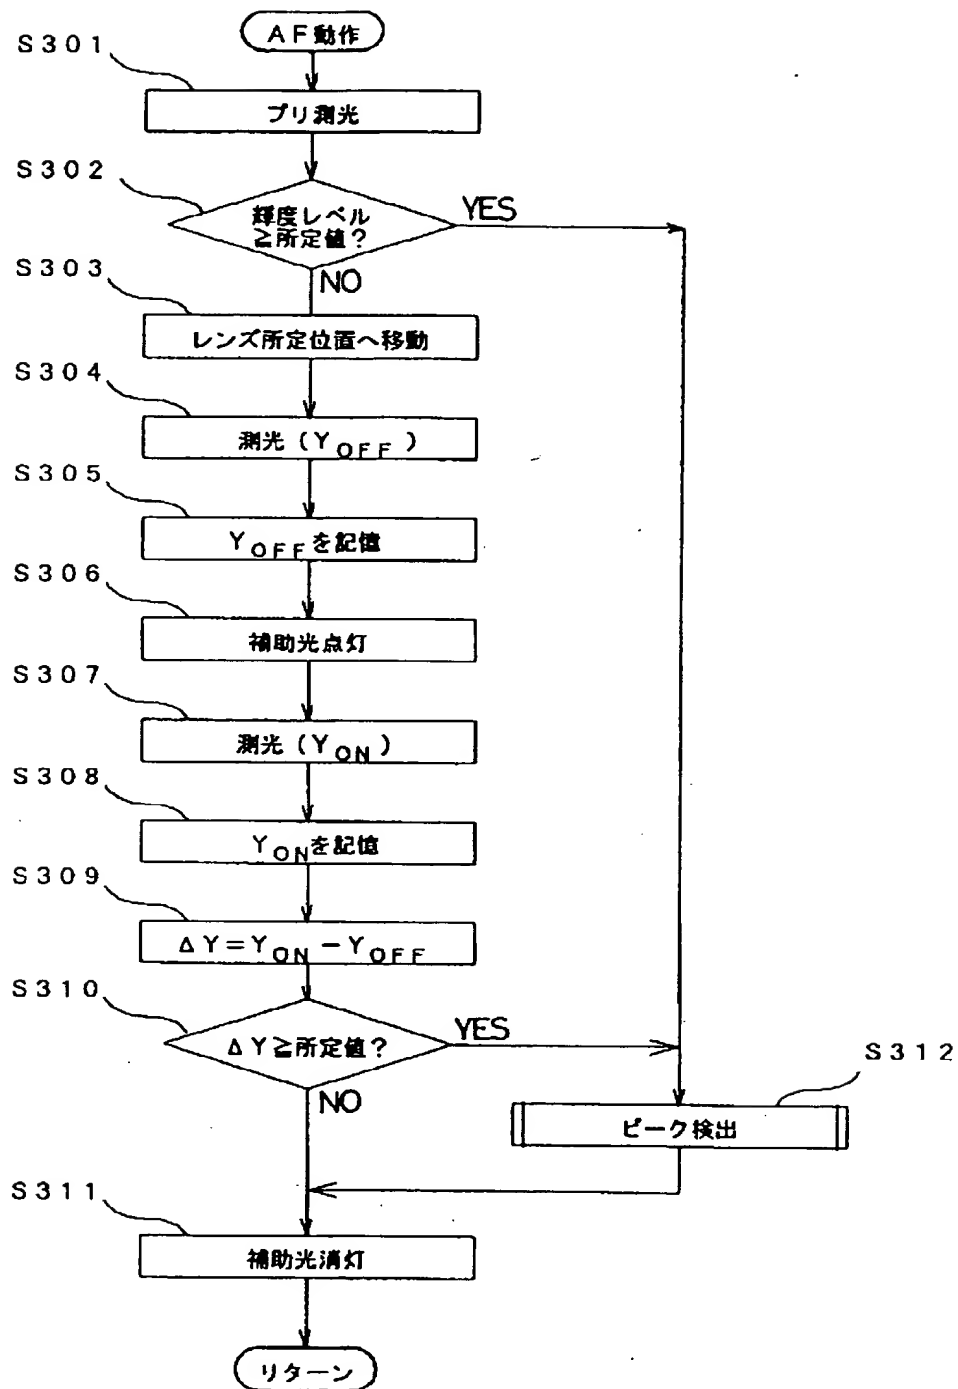 AF動作
S301
プリ測光
S302
輝度レベル
≧所定値?
YES
NO
S303
レンズ所定位置へ移動
S304
測光(YOFF)
S305
YOFFを記憶
S306
補助光点灯
S307
測光(YON)
S308
YONを記憶
S309
ΔY=YON-YOFF
S310
ΔY≧所定値?
YES
NO
S312
ピーク検出
S311
補助光消灯
リターン